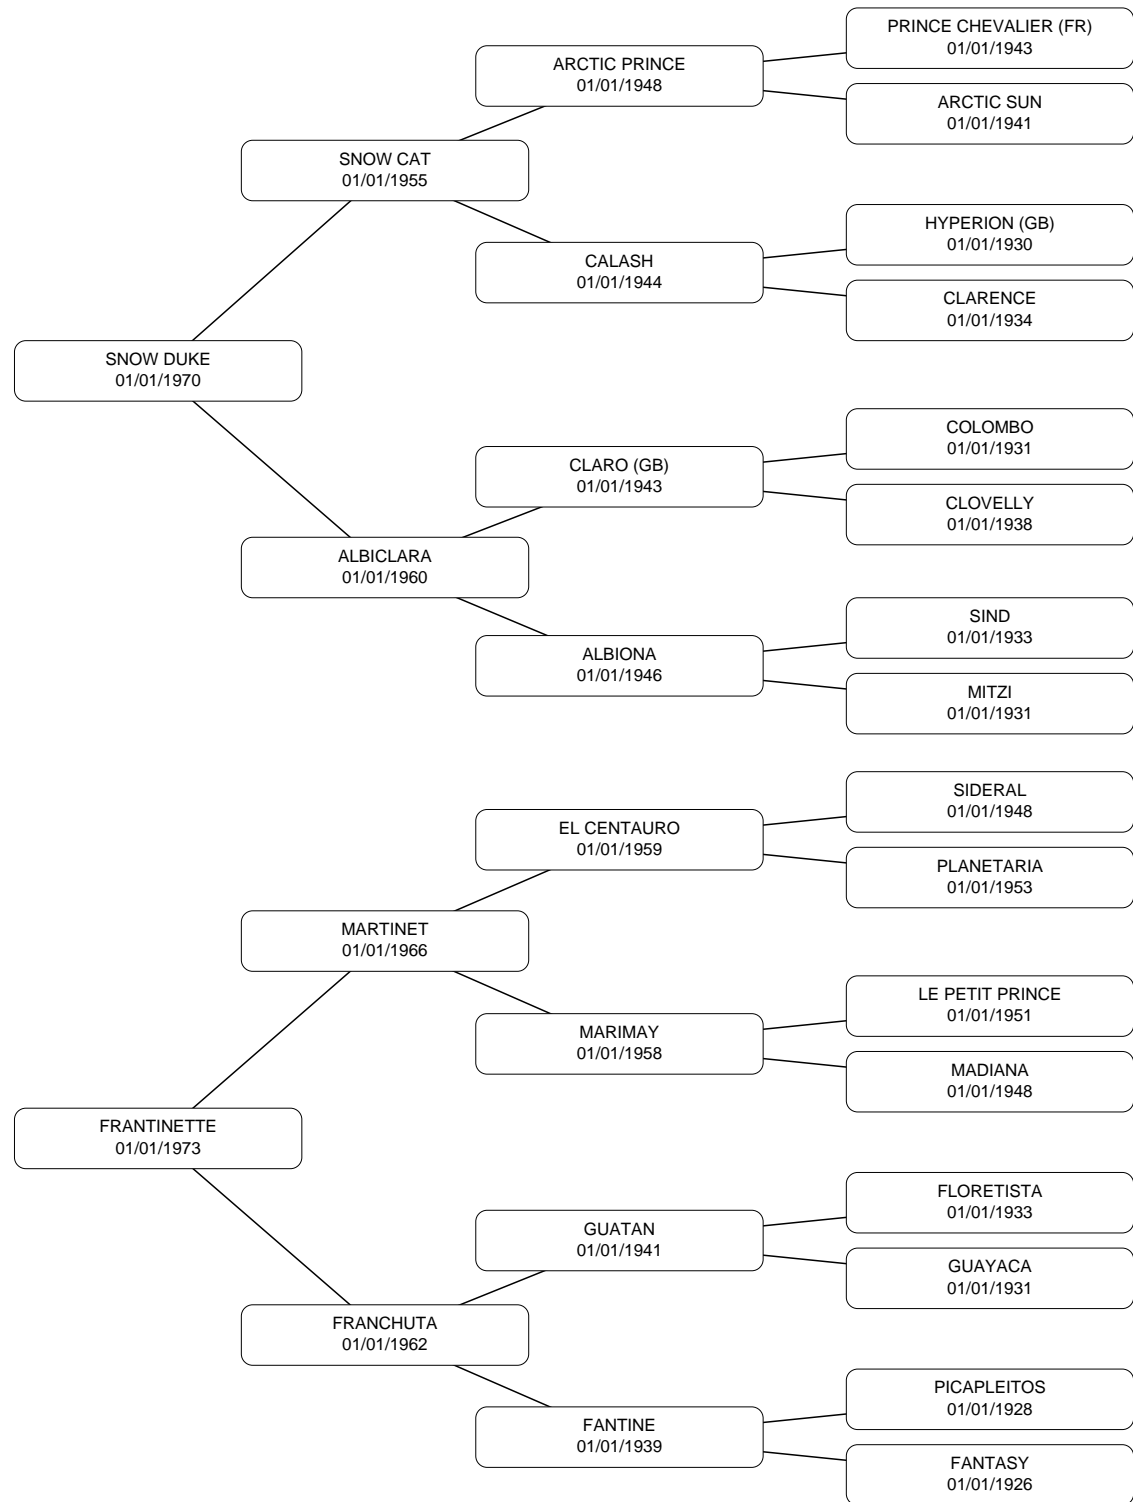 PRINCE CHEVALIER (FR)
01/01/1943
ARCTIC PRINCE
01/01/1948
ARCTIC SUN
01/01/1941
SNOW CAT
01/01/1955
HYPERION (GB)
01/01/1930
CALASH
01/01/1944
CLARENCE
01/01/1934
SNOW DUKE
01/01/1970
COLOMBO
01/01/1931
CLARO (GB)
01/01/1943
CLOVELLY
01/01/1938
ALBICLARA
01/01/1960
SIND
01/01/1933
ALBIONA
01/01/1946
MITZI
01/01/1931
SIDERAL
01/01/1948
EL CENTAURO
01/01/1959
PLANETARIA
01/01/1953
MARTINET
01/01/1966
LE PETIT PRINCE
01/01/1951
MARIMAY
01/01/1958
MADIANA
01/01/1948
FRANTINETTE
01/01/1973
FLORETISTA
01/01/1933
GUATAN
01/01/1941
GUAYACA
01/01/1931
FRANCHUTA
01/01/1962
PICAPLEITOS
01/01/1928
FANTINE
01/01/1939
FANTASY
01/01/1926